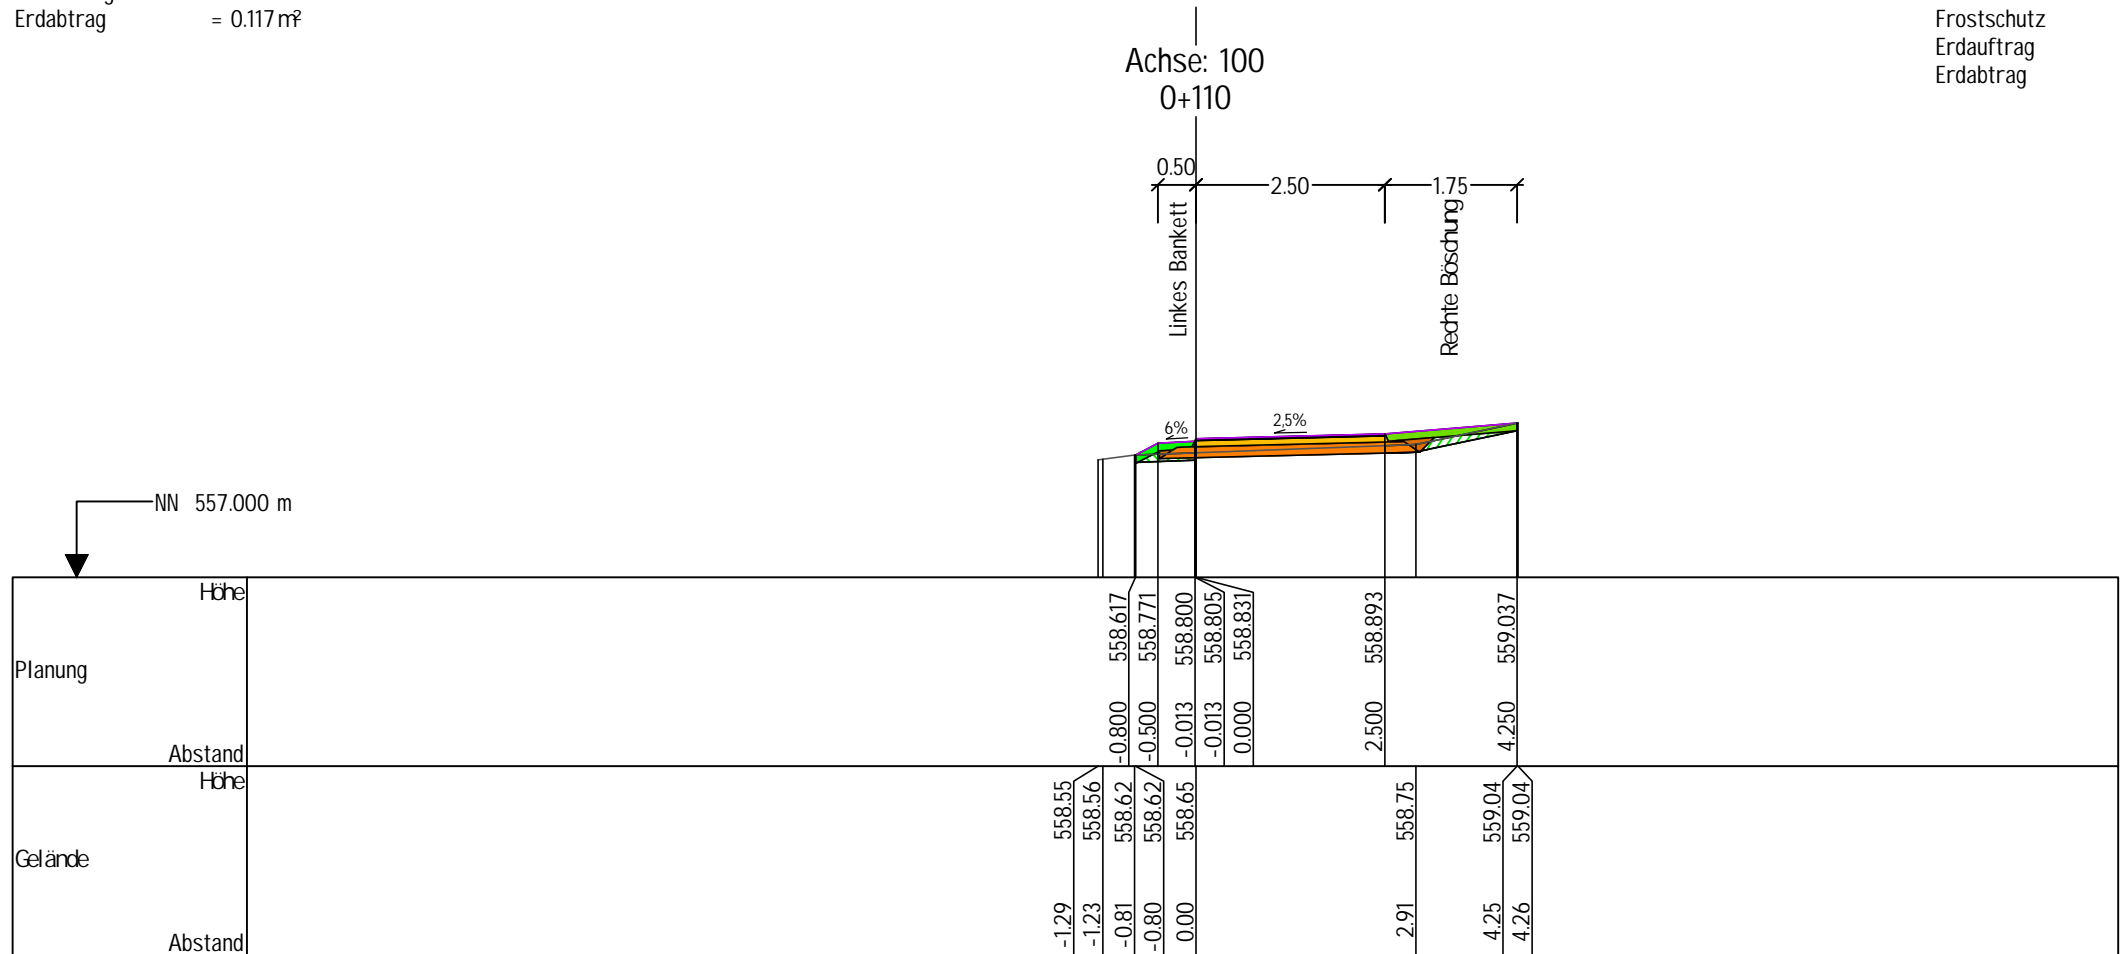 Erdabtrag = 0.117 m²
Frostschutz
Erdauftrag
Erdabtrag
Achse: 100
0+110
0.50
2.50
1.75
Linkes Bankett
Rechte Böschung
6%
2,5%
NN 557.000 m
Höhe
558.617
558.771
558.800
558.805
558.831
558.893
559.037
Planung
Abstand
-0.800
-0.500
-0.013
-0.013
0.000
2.500
4.250
Höhe
558.55
558.56
558.62
558.62
558.65
558.75
559.04
559.04
Gelände
Abstand
-1.29
-1.23
-0.81
-0.80
0.00
2.91
4.25
4.26